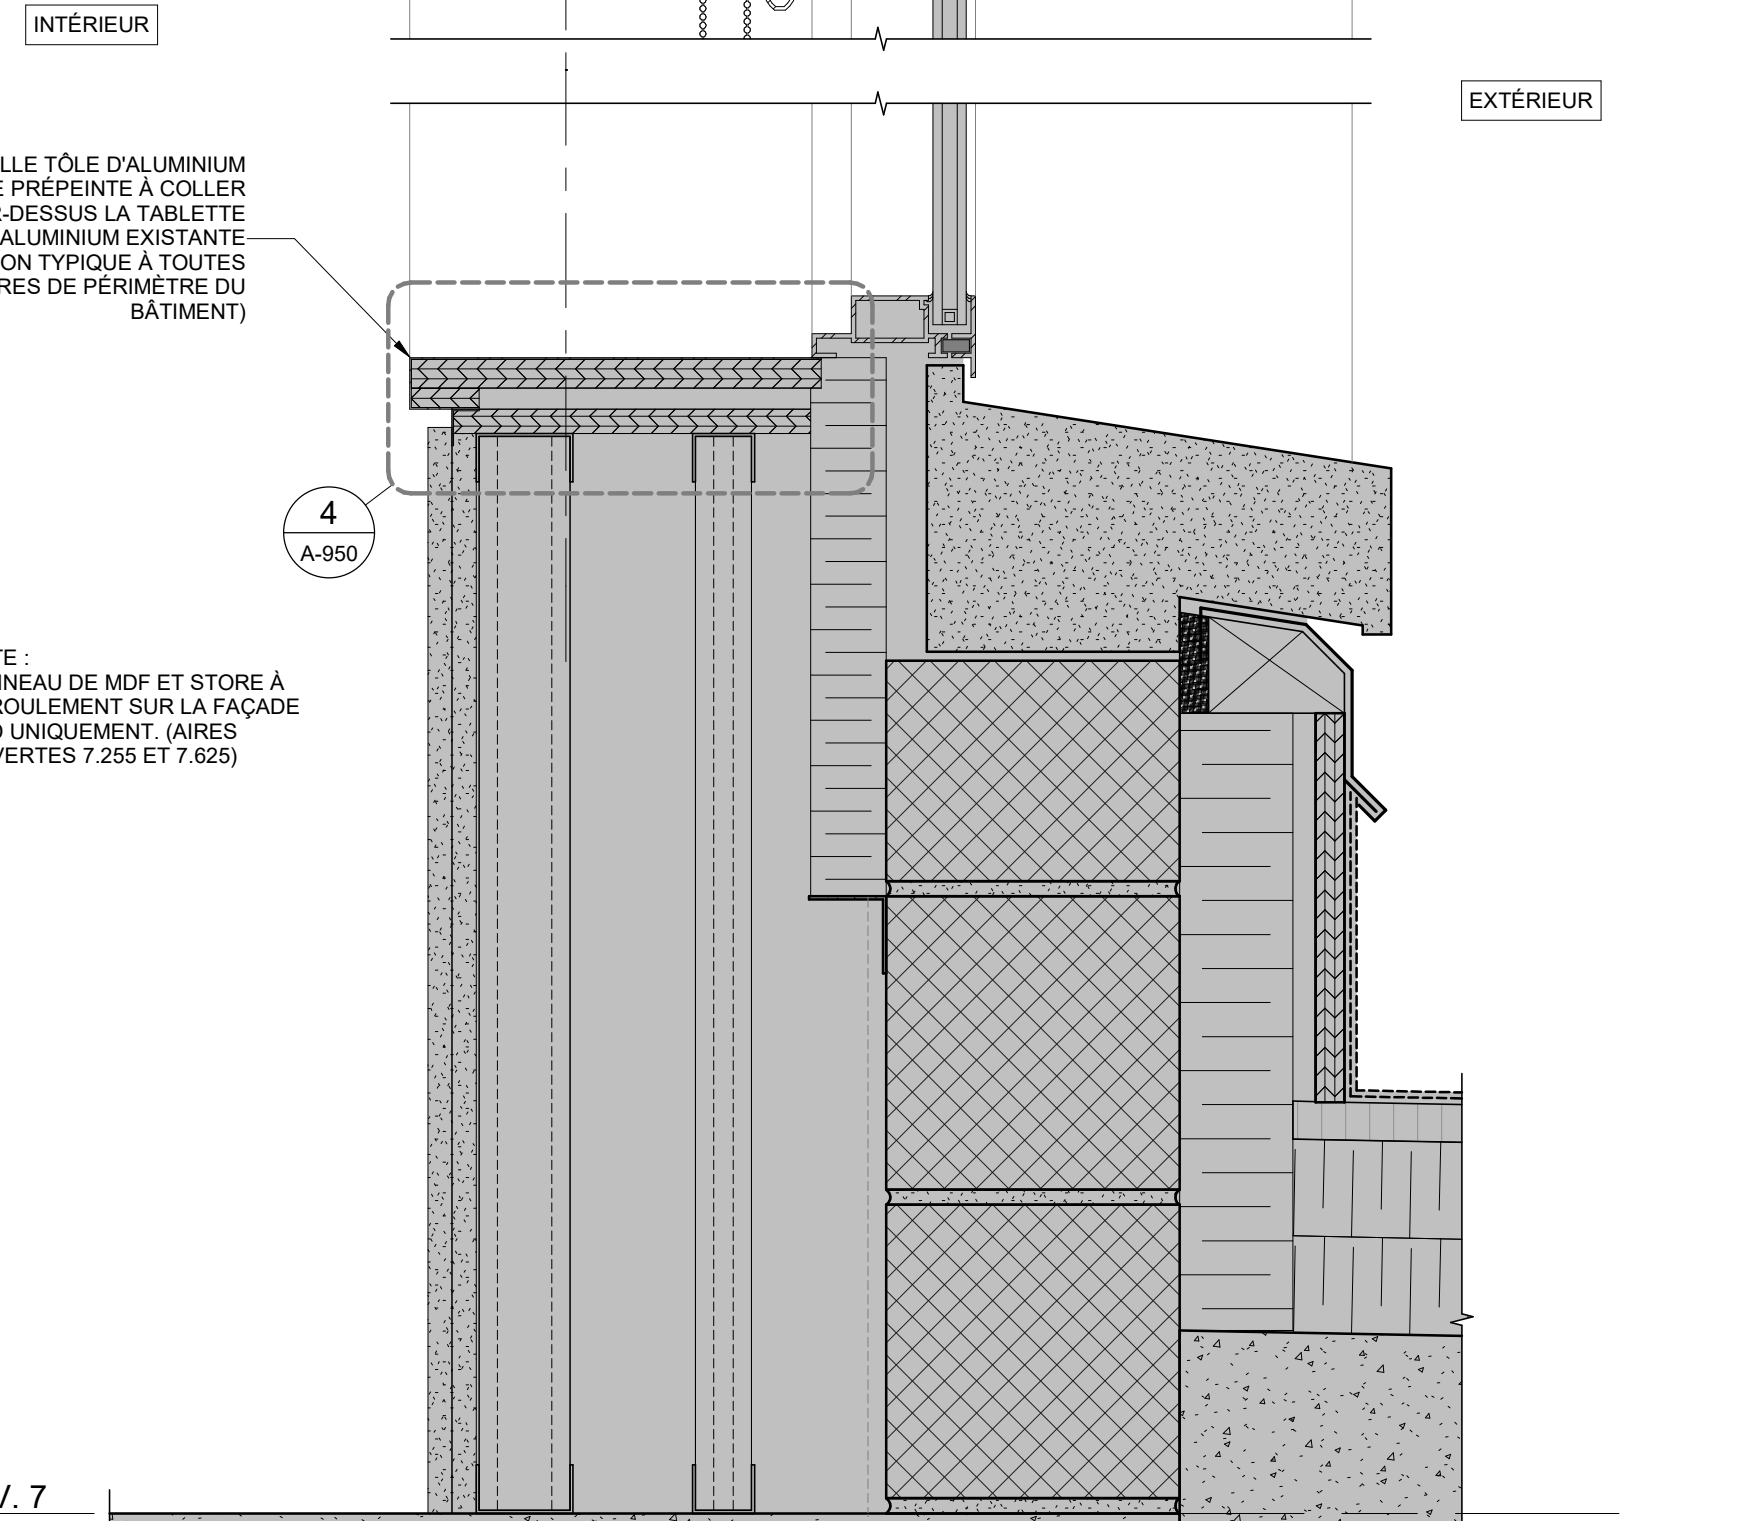 INTÉRIEUR
EXTÉRIEUR
LLE TÔLE D'ALUMINIUM
E PRÉPEINTE À COLLER
R-DESSUS LA TABLETTE
ALUMINIUM EXISTANTE
ON TYPIQUE À TOUTES
RES DE PÉRIMÈTRE DU
BÂTIMENT)
4
A-950
TE :
NNEAU DE MDF ET STORE À
ROULEMENT SUR LA FAÇADE
UNIQUEMENT. (AIRES
VERTES 7.255 ET 7.625)
V. 7